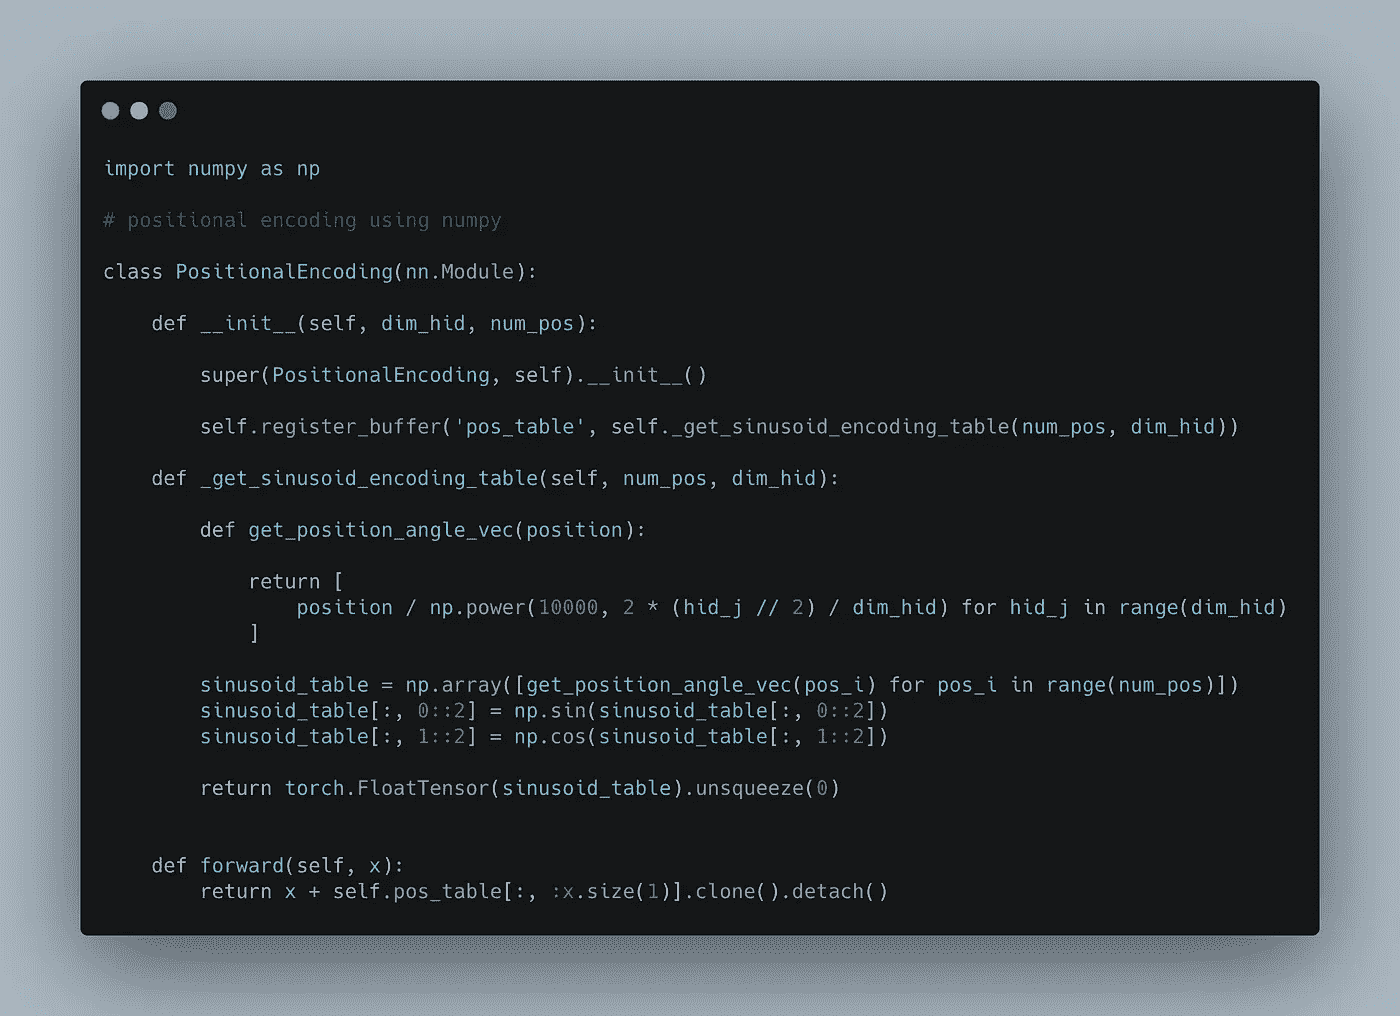 import numpy as np
# positional encoding using numpy
class PositionalEncoding(nn.Module):
    def __init__(self, dim_hid, num_pos):
        super(PositionalEncoding, self).__init__()
        self.register_buffer('pos_table', self._get_sinusoid_encoding_table(num_pos, dim_hid))
    def _get_sinusoid_encoding_table(self, num_pos, dim_hid):
        def get_position_angle_vec(position):
            return [
                position / np.power(10000, 2 * (hid_j // 2) / dim_hid) for hid_j in range(dim_hid)
            ]
        sinusoid_table = np.array([get_position_angle_vec(pos_i) for pos_i in range(num_pos)])
        sinusoid_table[:, 0::2] = np.sin(sinusoid_table[:, 0::2])
        sinusoid_table[:, 1::2] = np.cos(sinusoid_table[:, 1::2])
        return torch.FloatTensor(sinusoid_table).unsqueeze(0)
    def forward(self, x):
        return x + self.pos_table[:, :x.size(1)].clone().detach()